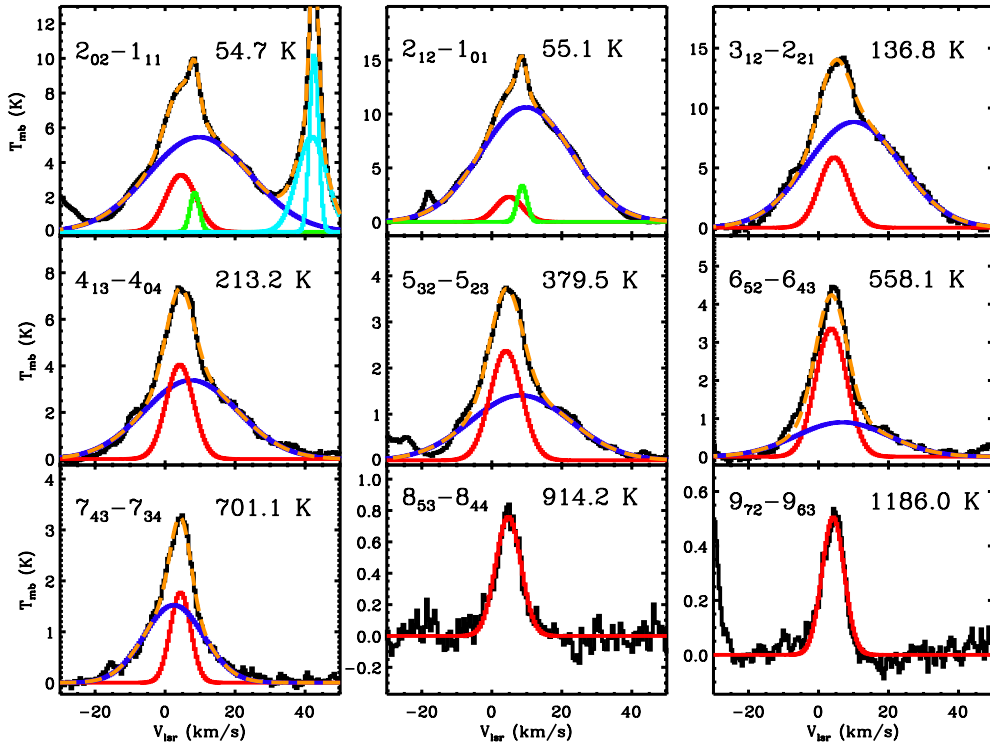 2₀₂−1₁₁ 54.7 K
2₁₂−1₀₁ 55.1 K
3₁₂−2₂₁ 136.8 K
12
10
8
6
4
2
0
T_mb (K)
15
10
5
0
15
10
5
0
4₁₃−4₀₄ 213.2 K
5₃₂−5₂₃ 379.5 K
6₅₂−6₄₃ 558.1 K
8
6
4
2
0
T_mb (K)
4
3
2
1
0
6
5
4
3
2
1
0
7₄₃−7₃₄ 701.1 K
8₅₃−8₄₄ 914.2 K
9₇₂−9₆₃ 1186.0 K
4
3
2
1
0
T_mb (K)
0.8
0.6
0.4
0.2
0.0
-0.2
0.6
0.4
0.2
0.0
−20 0 20 40
−20 0 20 40
−20 0 20 40
V_lsr (km/s)
V_lsr (km/s)
V_lsr (km/s)